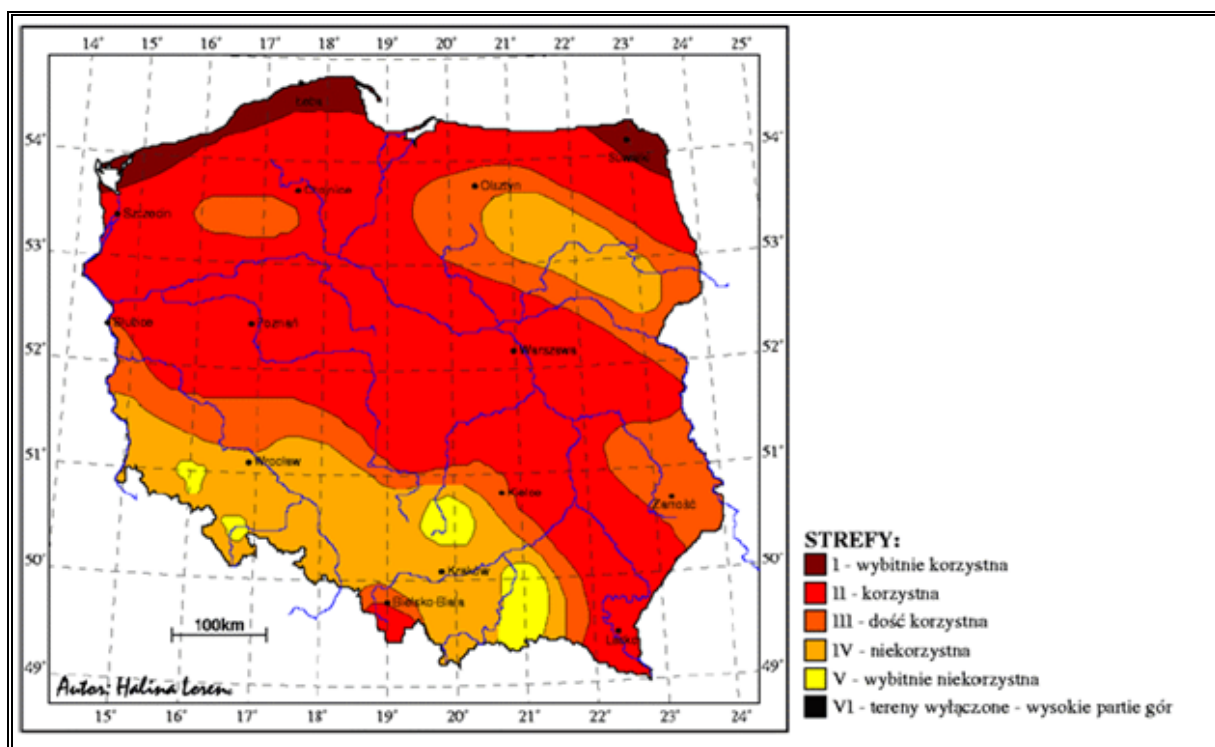 14° 15° 16° 17° 18° 19° 20° 21° 22° 23° 24° 25°
Łeba
54° 54°
Suwałki
Olsztyn
Chojnice
Szczecin
53° 53°
Słubice Poznań
Warszawa
52° 52°
51° Wrocław 51°
Kielce
Zamość
50° Kraków 50°
Bielsko-Biała
100km
Lesko
49° 49°
Autor: Halina Loren.
15° 16° 17° 18° 19° 20° 21° 22° 23° 24°
STREFY:
I - wybitnie korzystna
II - korzystna
III - dość korzystna
IV - niekorzystna
V - wybitnie niekorzystna
VI - tereny wyłączone - wysokie partie gór